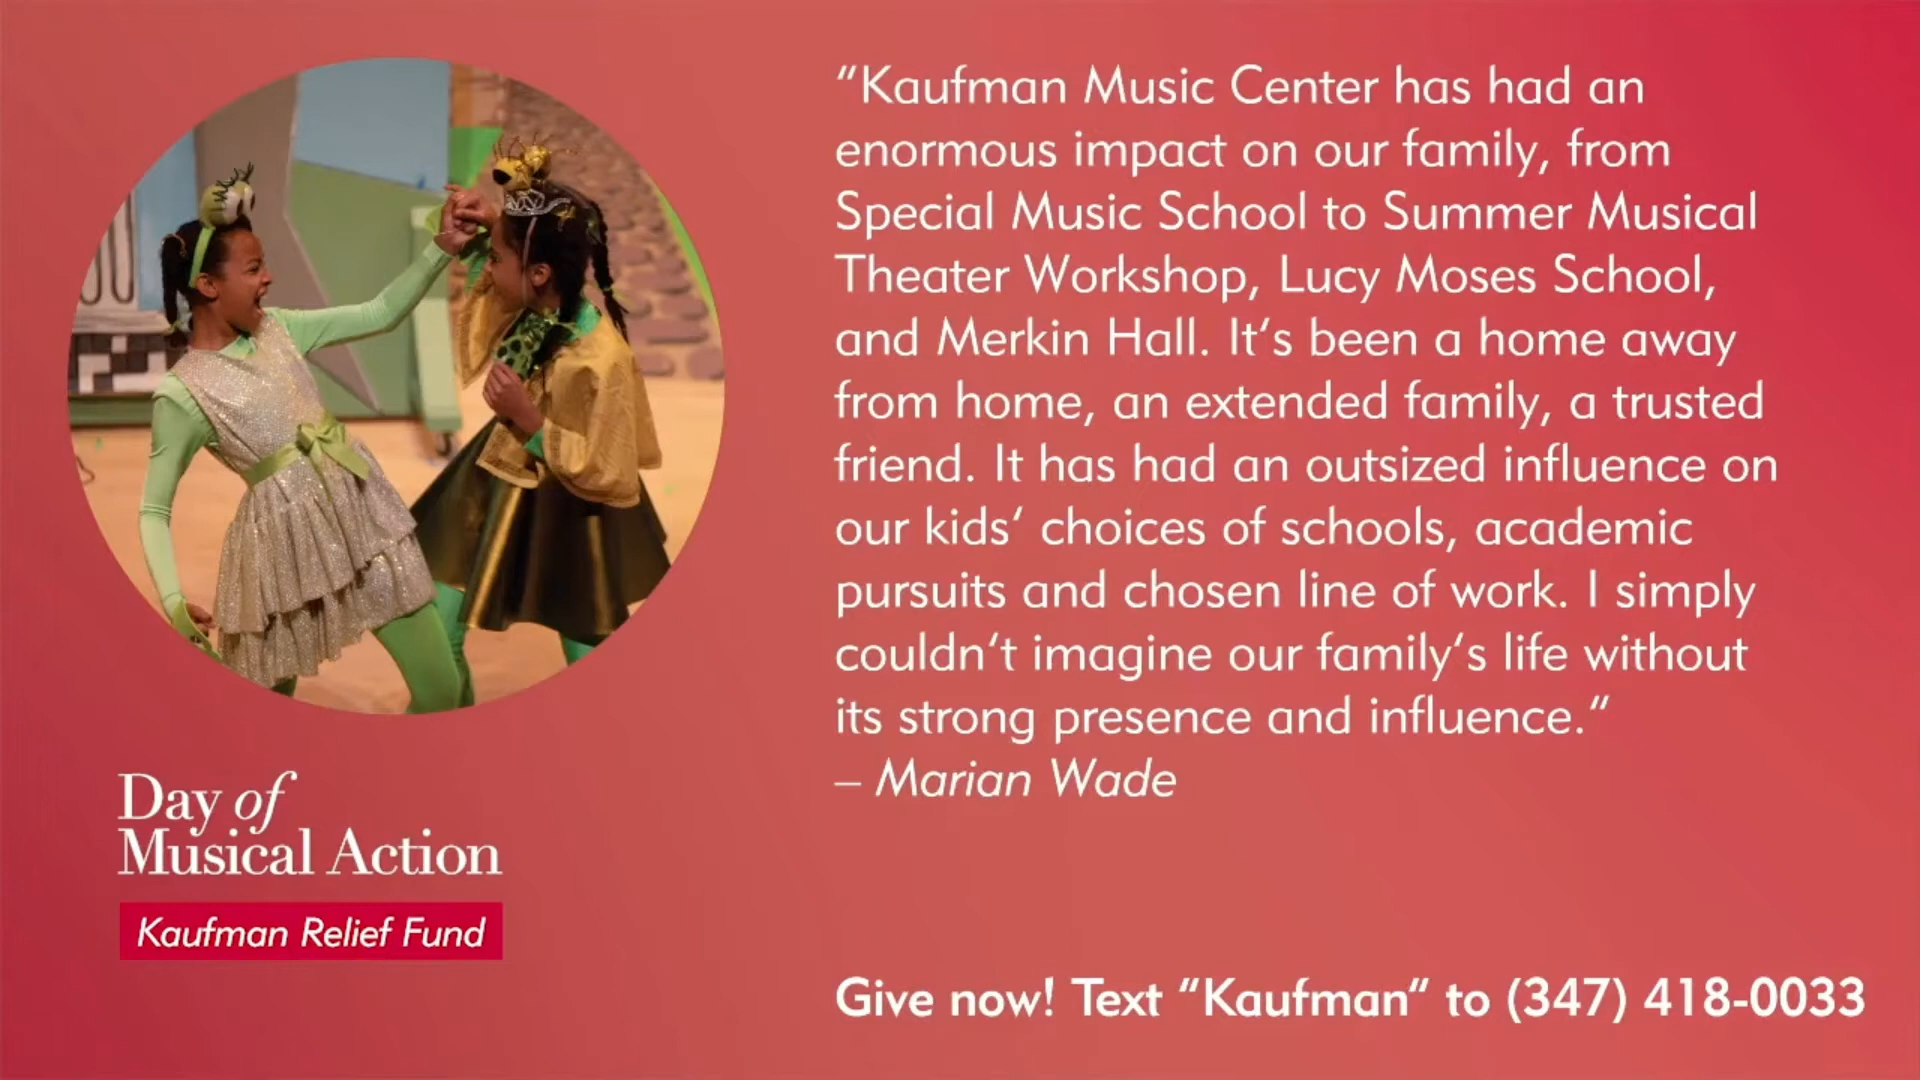 “Kaufman Music Center has had an
enormous impact on our family, from
Special Music School to Summer Musical
Theater Workshop, Lucy Moses School,
and Merkin Hall. It‘s been a home away
from home, an extended family, a trusted
friend. It has had an outsized influence on
our kids‘ choices of schools, academic
pursuits and chosen line of work. I simply
couldn‘t imagine our family‘s life without
its strong presence and influence.”
– Marian Wade
Day of
Musical Action
Kaufman Relief Fund
Give now! Text “Kaufman” to (347) 418-0033